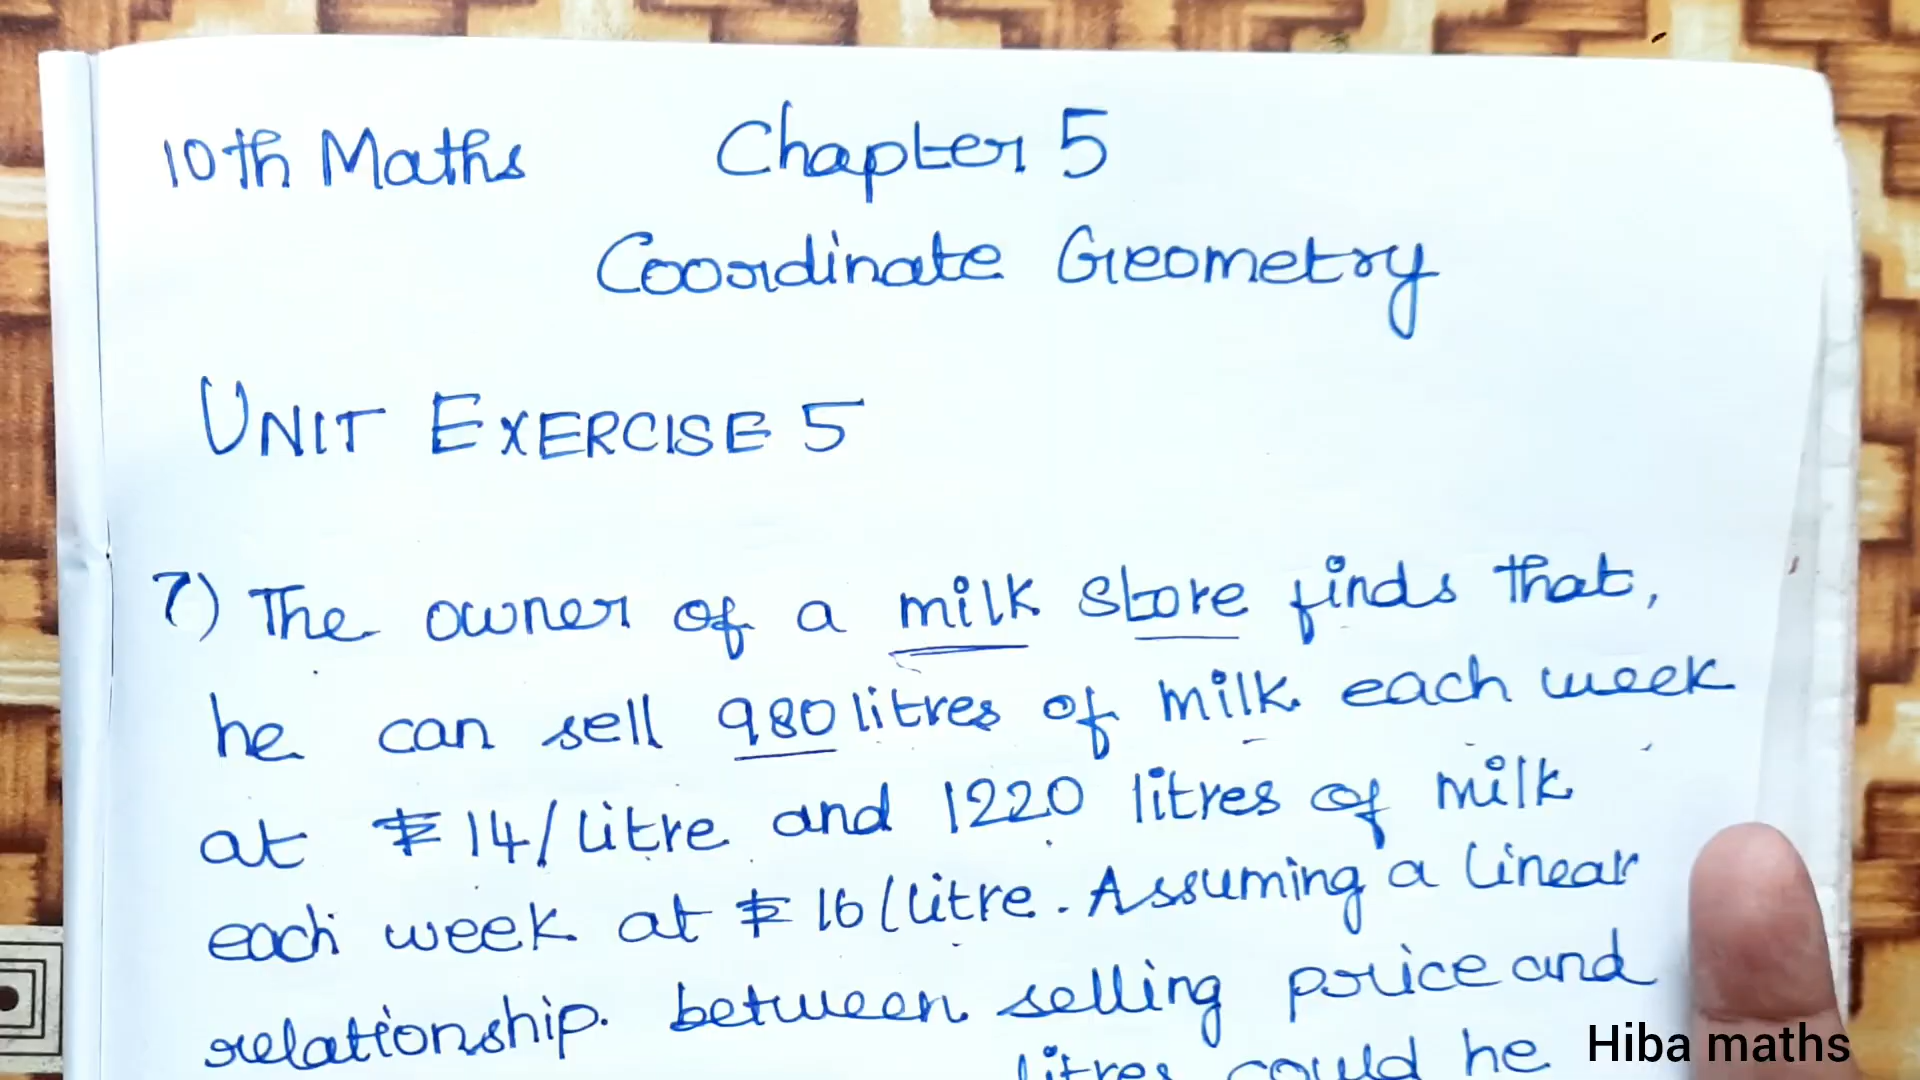 10th Maths Chapter 5
Coordinate Geometry
UNIT EXERCISE 5
7) The owner of a milk store finds that,
he can sell 980 litres of milk each week
at ₹ 14/litre and 1220 litres of milk
each week at ₹ 16/litre. Assuming a linear
relationship. between selling price and
litres could he
Hiba maths